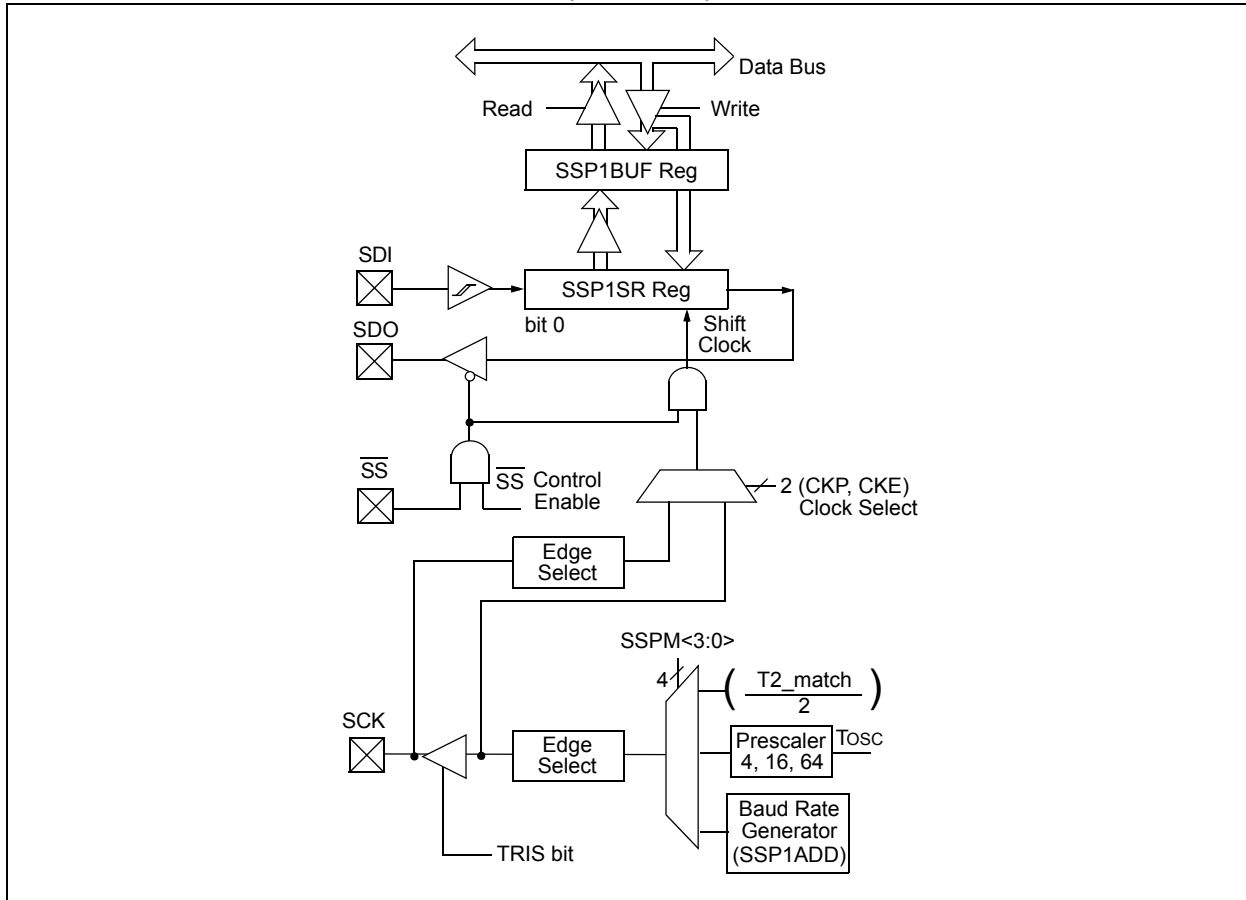 Data Bus
Read
Write
SSP1BUF Reg
SDI
SSP1SR Reg
bit 0
Shift
Clock
SDO
SS
SS Control
Enable
2 (CKP, CKE)
Clock Select
Edge
Select
SSPM<3:0>
4
( T2_match )
2
SCK
Edge
Select
Prescaler
4, 16, 64
TOSC
Baud Rate
Generator
(SSP1ADD)
TRIS bit